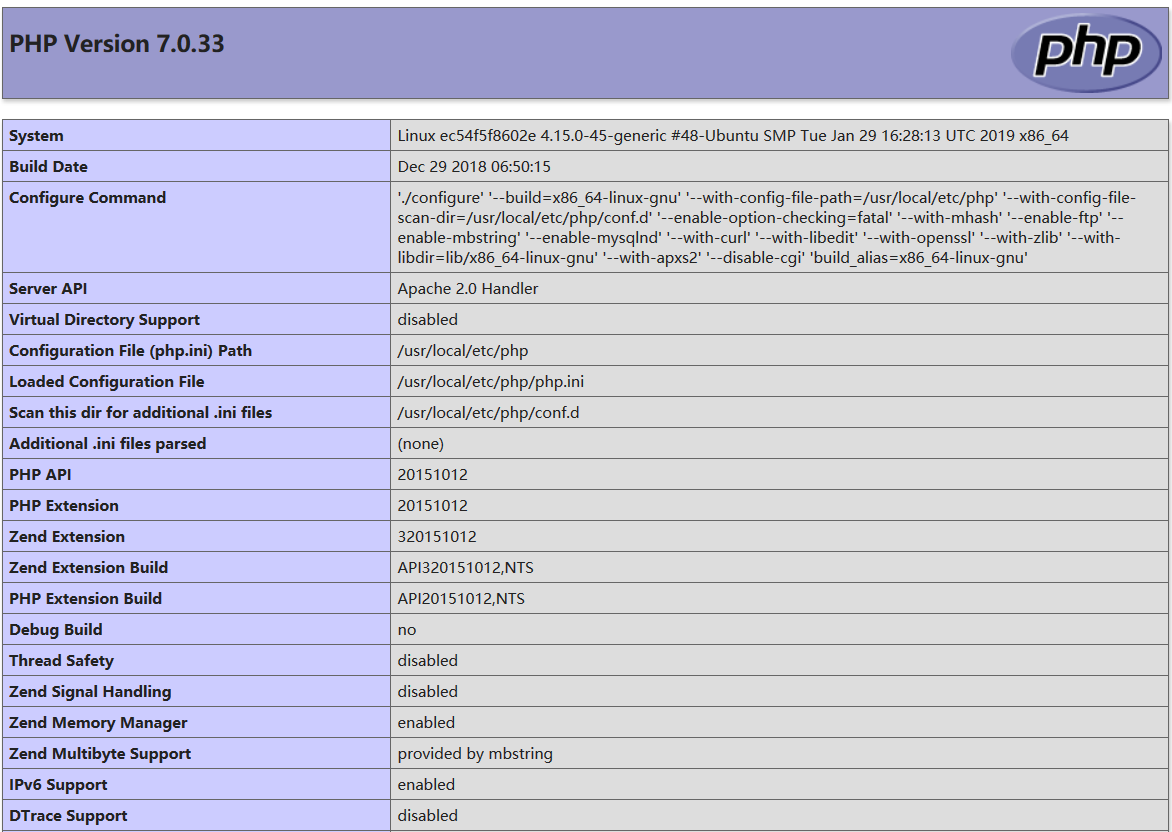 PHP Version 7.0.33
php
System Linux ec54f5f8602e 4.15.0-45-generic #48-Ubuntu SMP Tue Jan 29 16:28:13 UTC 2019 x86_64
Build Date Dec 29 2018 06:50:15
Configure Command './configure' '--build=x86_64-linux-gnu' '--with-config-file-path=/usr/local/etc/php' '--with-config-file-
scan-dir=/usr/local/etc/php/conf.d' '--enable-option-checking=fatal' '--with-mhash' '--enable-ftp' '--
enable-mbstring' '--enable-mysqlnd' '--with-curl' '--with-libedit' '--with-openssl' '--with-zlib' '--with-
libdir=lib/x86_64-linux-gnu' '--with-apxs2' '--disable-cgi' 'build_alias=x86_64-linux-gnu'
Server API Apache 2.0 Handler
Virtual Directory Support disabled
Configuration File (php.ini) Path /usr/local/etc/php
Loaded Configuration File /usr/local/etc/php/php.ini
Scan this dir for additional .ini files /usr/local/etc/php/conf.d
Additional .ini files parsed (none)
PHP API 20151012
PHP Extension 20151012
Zend Extension 320151012
Zend Extension Build API320151012,NTS
PHP Extension Build API20151012,NTS
Debug Build no
Thread Safety disabled
Zend Signal Handling disabled
Zend Memory Manager enabled
Zend Multibyte Support provided by mbstring
IPv6 Support enabled
DTrace Support disabled